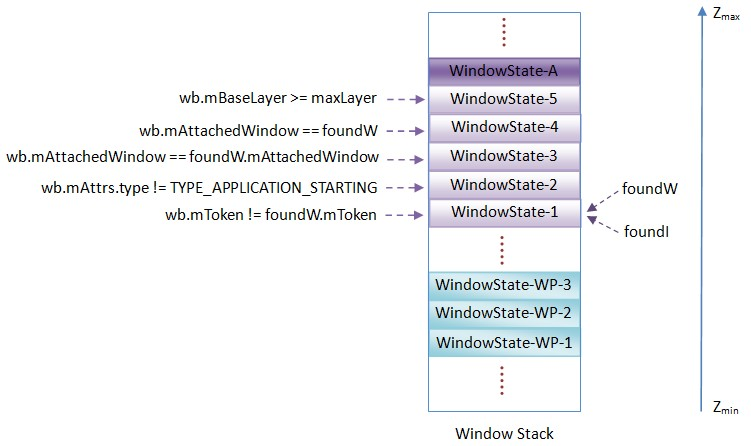 Zmax
WindowState-A
wb.mBaseLayer >= maxLayer
WindowState-5
wb.mAttachedWindow == foundW
WindowState-4
wb.mAttachedWindow == foundW.mAttachedWindow
WindowState-3
wb.mAttrs.type != TYPE_APPLICATION_STARTING
WindowState-2
foundW
wb.mToken != foundW.mToken
WindowState-1
foundI
WindowState-WP-3
WindowState-WP-2
WindowState-WP-1
Zmin
Window Stack